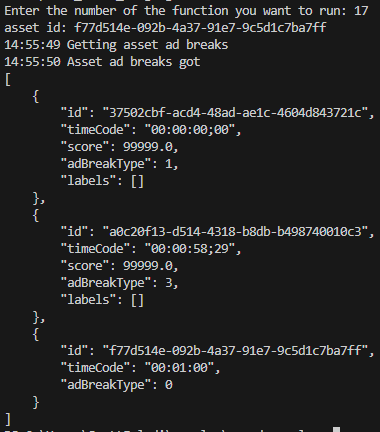 Enter the number of the function you want to run: 17
asset id: f77d514e-092b-4a37-91e7-9c5d1c7ba7ff
14:55:49 Getting asset ad breaks
14:55:50 Asset ad breaks got
[
    {
        "id": "37502cbf-acd4-48ad-ae1c-4604d843721c",
        "timeCode": "00:00:00;00",
        "score": 99999.0,
        "adBreakType": 1,
        "labels": []
    },
    {
        "id": "a0c20f13-d514-4318-b8db-b498740010c3",
        "timeCode": "00:00:58;29",
        "score": 99999.0,
        "adBreakType": 3,
        "labels": []
    },
    {
        "id": "f77d514e-092b-4a37-91e7-9c5d1c7ba7ff",
        "timeCode": "00:01:00",
        "adBreakType": 0
    }
]